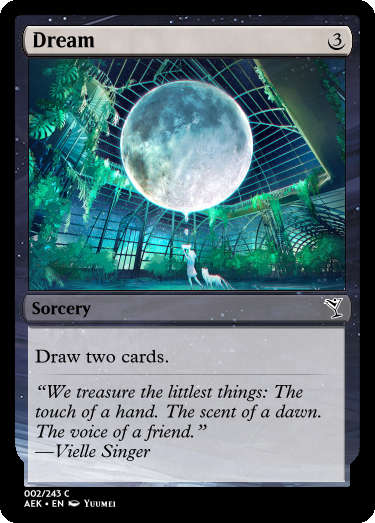 Dream 3
Sorcery
Draw two cards.
“We treasure the littlest things: The
touch of a hand. The scent of a dawn.
The voice of a friend.”
—Vielle Singer
002/243 C
AEK • EN Yuumei